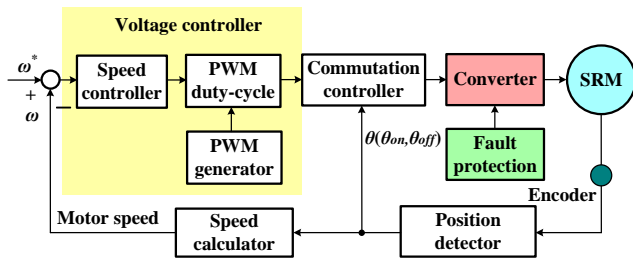 Voltage controller
ω*
+
ω
−
Speed
controller
PWM
duty-cycle
PWM
generator
Commutation
controller
Converter
SRM
Fault
protection
θ(θon,θoff)
Encoder
Motor speed
Speed
calculator
Position
detector